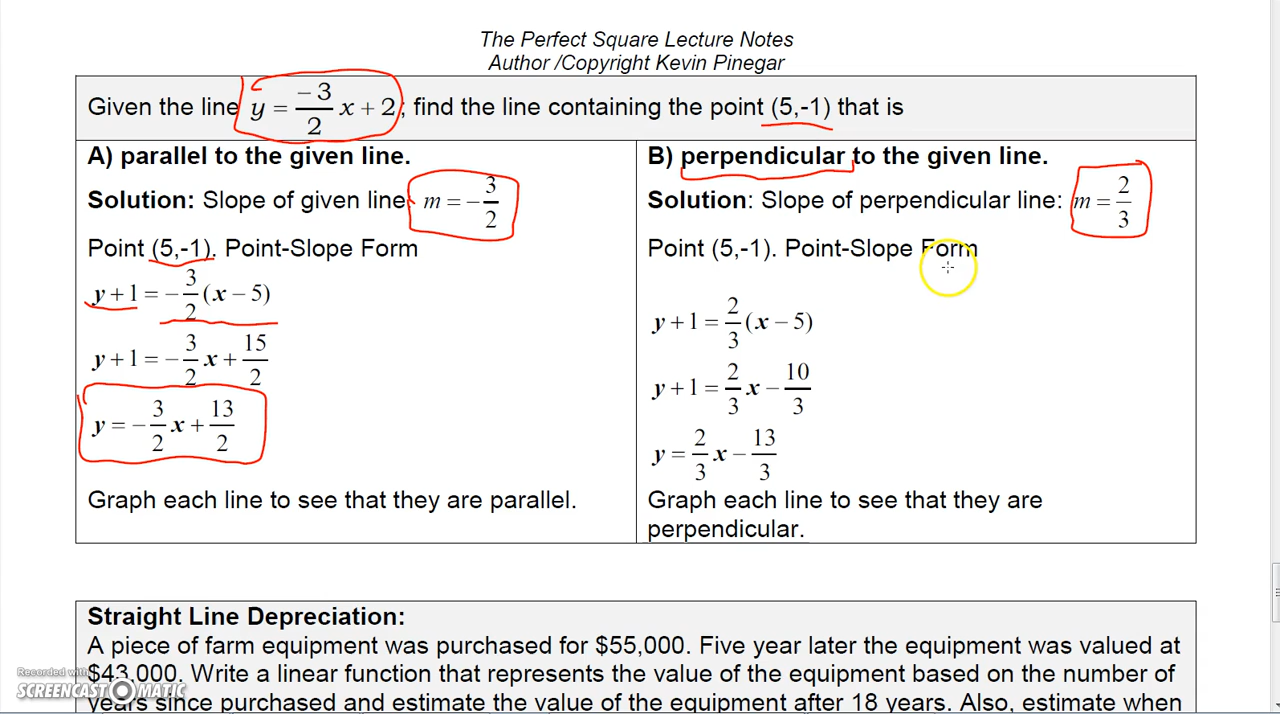 The Perfect Square Lecture Notes
Author /Copyright Kevin Pinegar
Given the line y = -3/2 x + 2, find the line containing the point (5,-1) that is
A) parallel to the given line.
Solution: Slope of given line: m = -3/2
Point (5,-1). Point-Slope Form
y + 1 = -3/2 (x - 5)
y + 1 = -3/2 x + 15/2
y = -3/2 x + 13/2
Graph each line to see that they are parallel.
B) perpendicular to the given line.
Solution: Slope of perpendicular line: m = 2/3
Point (5,-1). Point-Slope Form
y + 1 = 2/3 (x - 5)
y + 1 = 2/3 x - 10/3
y = 2/3 x - 13/3
Graph each line to see that they are
perpendicular.
Straight Line Depreciation:
A piece of farm equipment was purchased for $55,000. Five year later the equipment was valued at
$43,000. Write a linear function that represents the value of the equipment based on the number of
years since purchased and estimate the value of the equipment after 18 years. Also, estimate when
Recorded with
SCREENCAST MATIC